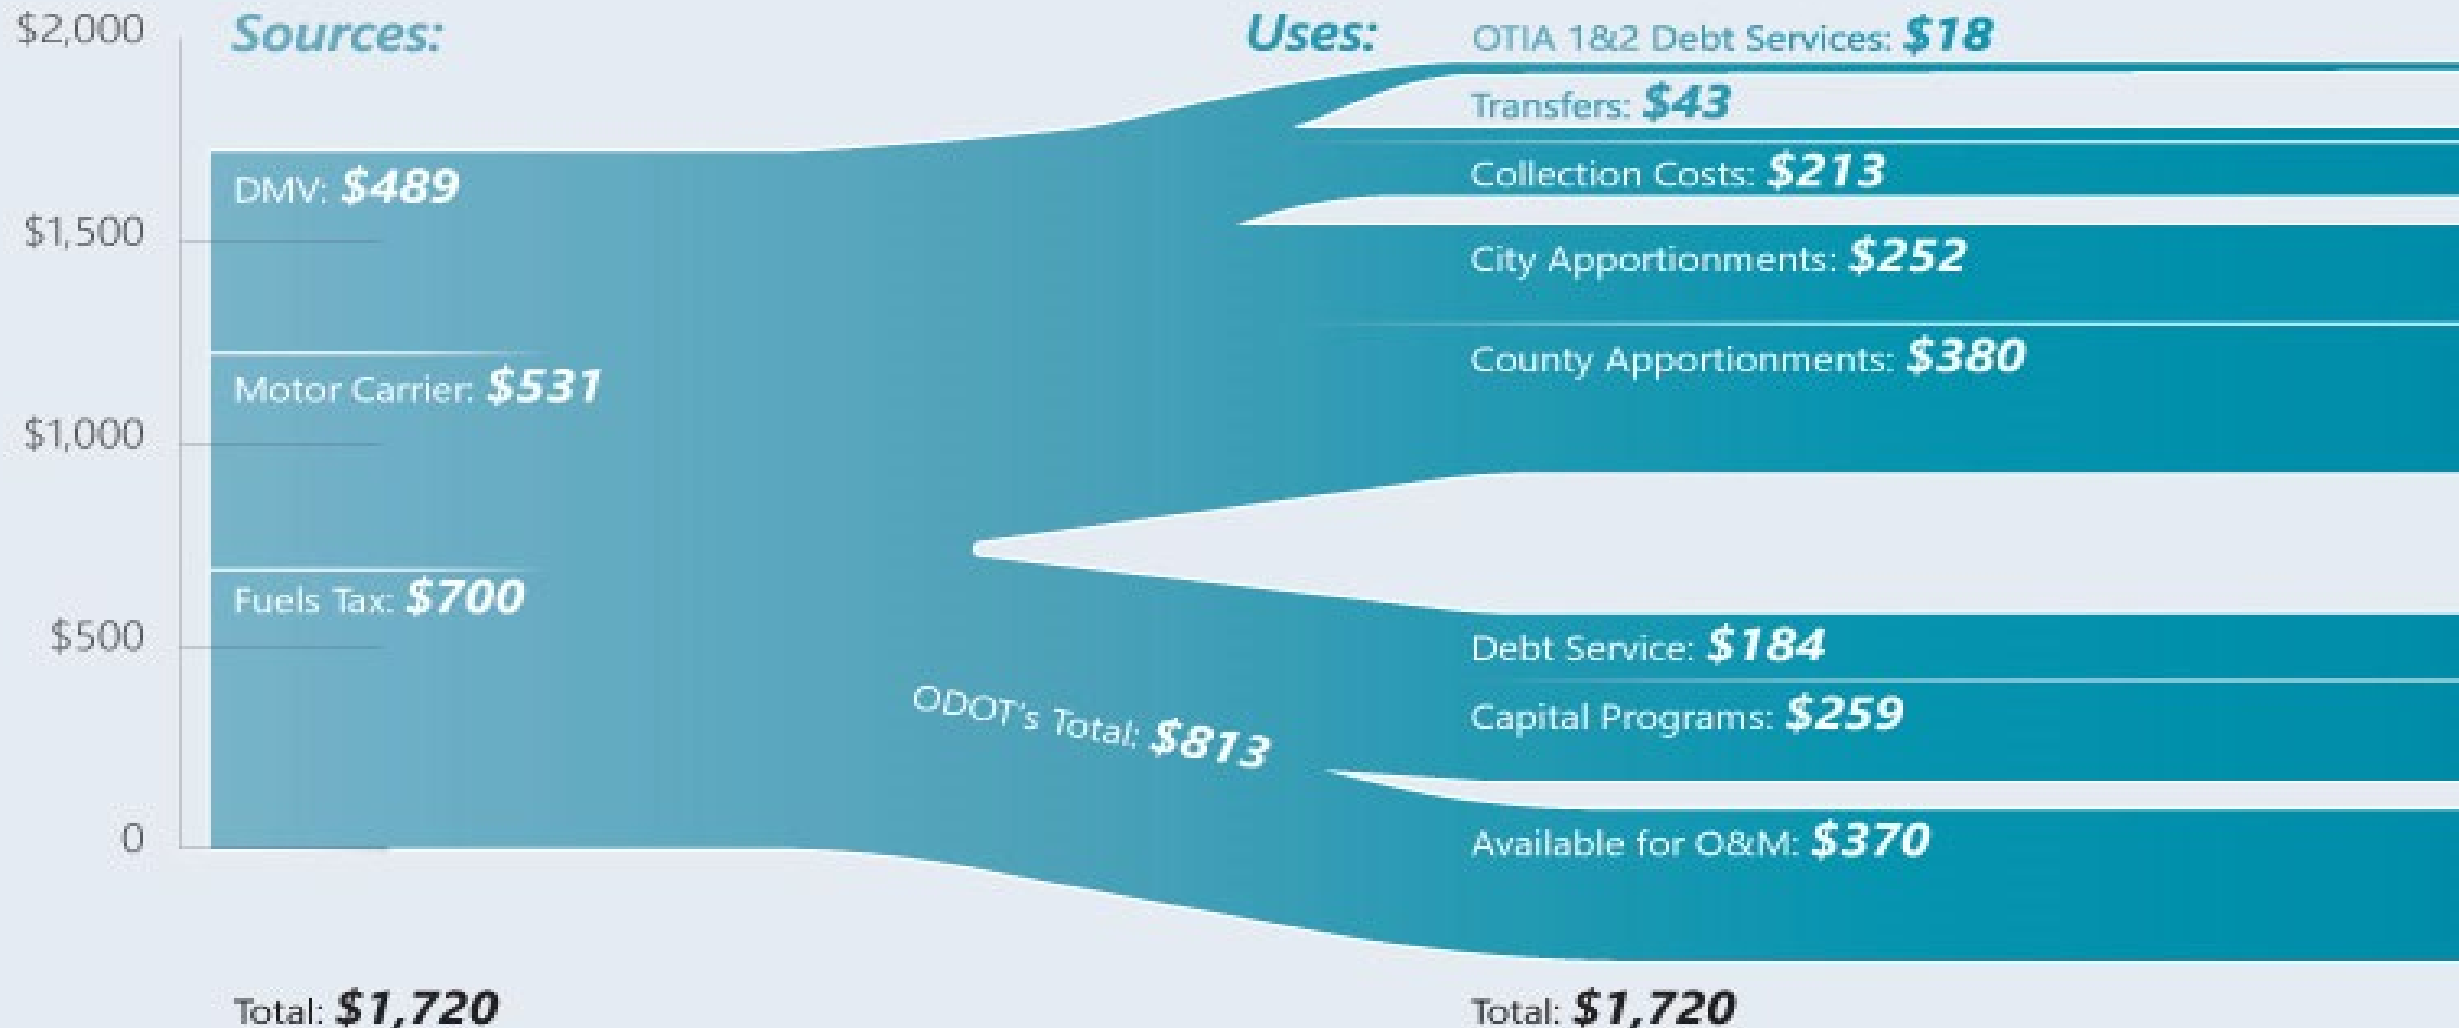 $2,000
$1,500
$1,000
$500
0
Sources:
DMV: $489
Motor Carrier: $531
Fuels Tax: $700
Total: $1,720
ODOT's Total: $813
Uses:
OTIA 1&2 Debt Services: $18
Transfers: $43
Collection Costs: $213
City Apportionments: $252
County Apportionments: $380
Debt Service: $184
Capital Programs: $259
Available for O&M: $370
Total: $1,720